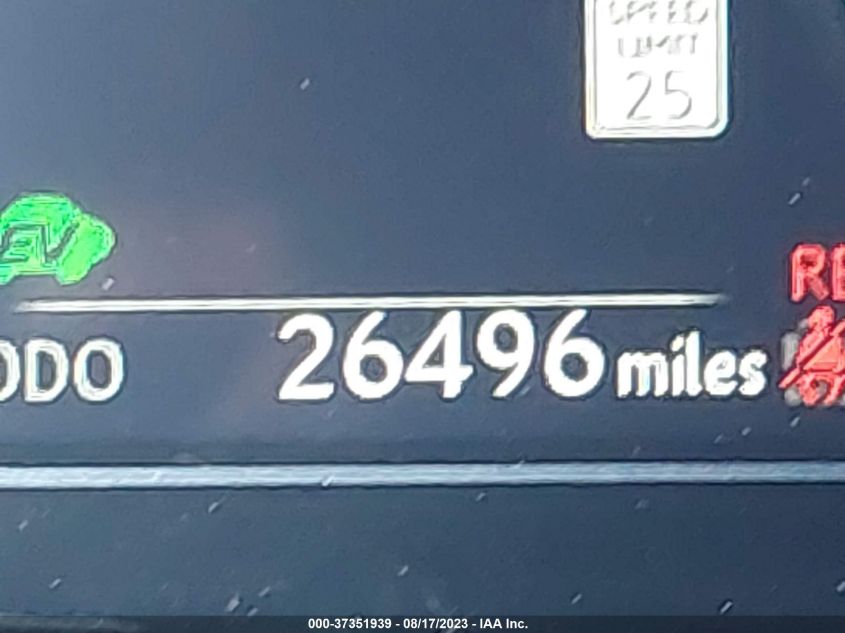 SPEED
LIMIT
25
EV
ODO 26496 miles
000-37351939 - 08/17/2023 - IAA Inc.